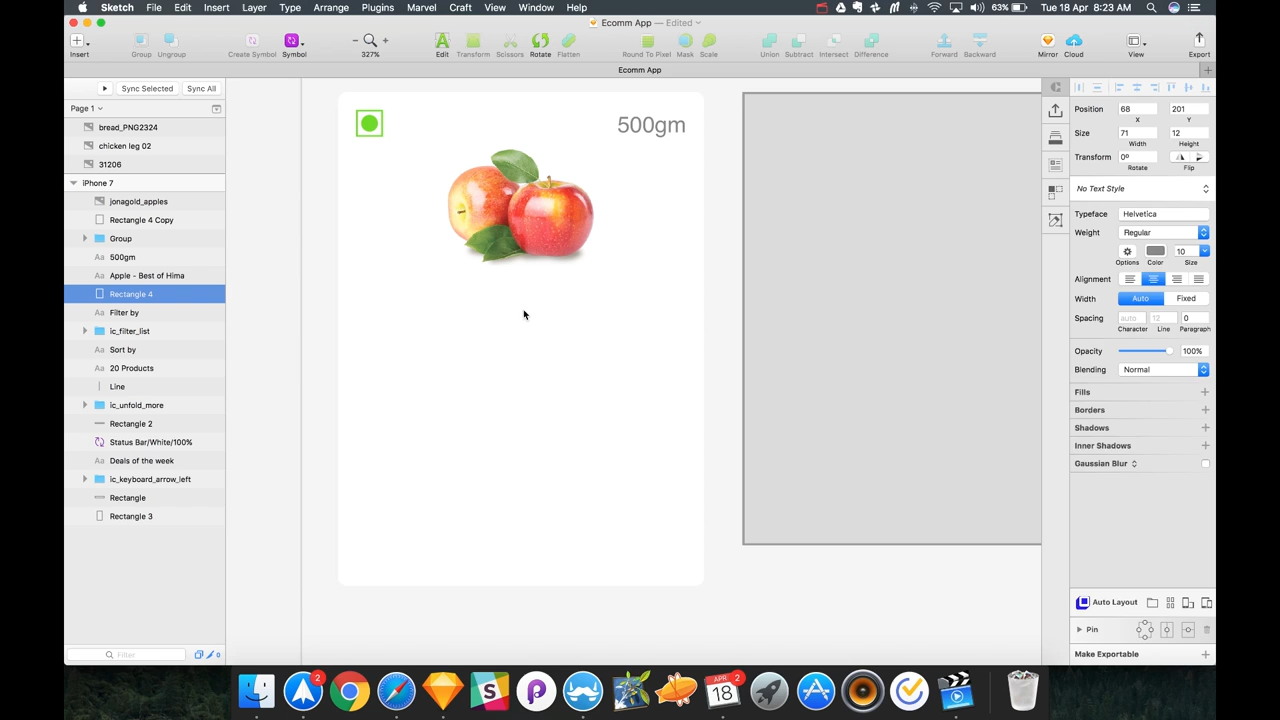 Sketch File Edit Insert Layer Type Arrange Plugins Marvel Craft View Window Help 63% Tue 18 Apr 8:23 AM
Ecomm App — Edited
327%
Insert Group Ungroup Create Symbol Symbol Edit Transform Scissors Rotate Flatten Round To Pixel Mask Scale Union Subtract Intersect Difference Forward Backward Mirror Cloud View Export
Ecomm App
Sync Selected Sync All
Page 1
bread_PNG2324
chicken leg 02
31206
iPhone 7
jonagold_apples
Rectangle 4 Copy
Group
500gm
Apple - Best of Hima
Rectangle 4
Filter by
ic_filter_list
Sort by
20 Products
Line
ic_unfold_more
Rectangle 2
Status Bar/White/100%
Deals of the week
ic_keyboard_arrow_left
Rectangle
Rectangle 3
Filter
0
500gm
Position 68 201
X Y
Size 71 12
Width Height
Transform 0º
Rotate Flip
No Text Style
Typeface Helvetica
Weight Regular
10
Options Color Size
Alignment
Width Auto Fixed
Spacing auto 12 0
Character Line Paragraph
Opacity 100%
Blending Normal
Fills
Borders
Shadows
Inner Shadows
Gaussian Blur
Auto Layout
Pin
Make Exportable
2
APR
18
2